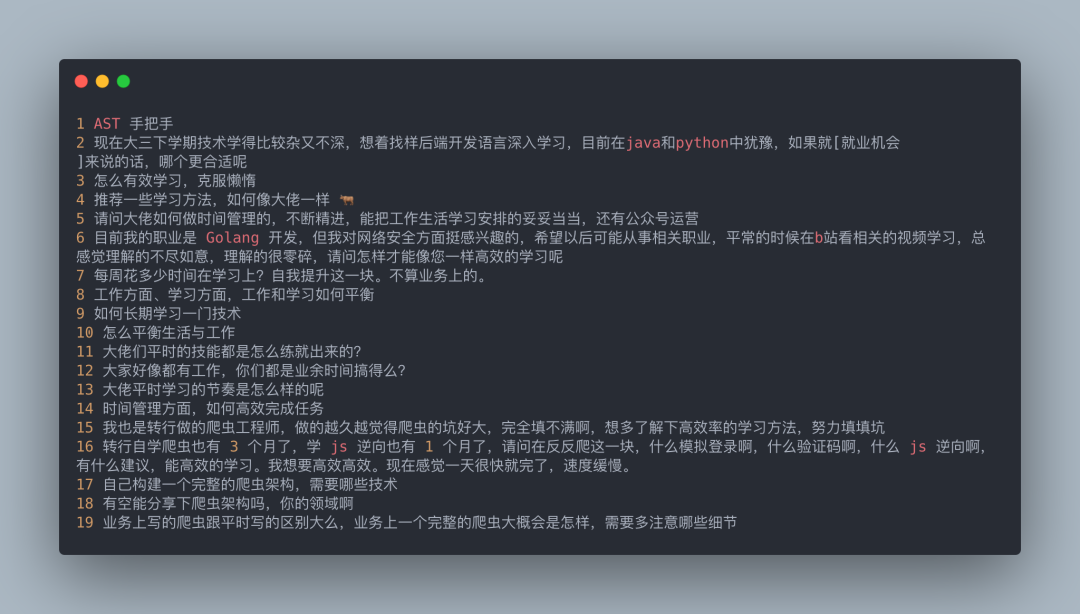 1 AST 手把手
2 现在大三下学期技术学得比较杂又不深，想着找样后端开发语言深入学习，目前在java和python中犹豫，如果就[就业机会
]来说的话，哪个更合适呢
3 怎么有效学习，克服懒惰
4 推荐一些学习方法，如何像大佬一样 🐂
5 请问大佬如何做时间管理的，不断精进，能把工作生活学习安排的妥妥当当，还有公众号运营
6 目前我的职业是 Golang 开发，但我对网络安全方面挺感兴趣的，希望以后可能从事相关职业，平常的时候在b站看相关的视频学习，总
感觉理解的不尽如意，理解的很零碎，请问怎样才能像您一样高效的学习呢
7 每周花多少时间在学习上？自我提升这一块。不算业务上的。
8 工作方面、学习方面，工作和学习如何平衡
9 如何长期学习一门技术
10 怎么平衡生活与工作
11 大佬们平时的技能都是怎么练就出来的？
12 大家好像都有工作，你们都是业余时间搞得么？
13 大佬平时学习的节奏是怎么样的呢
14 时间管理方面，如何高效完成任务
15 我也是转行做的爬虫工程师，做的越久越觉得爬虫的坑好大，完全填不满啊，想多了解下高效率的学习方法，努力填填坑
16 转行自学爬虫也有 3 个月了，学 js 逆向也有 1 个月了，请问在反反爬这一块，什么模拟登录啊，什么验证码啊，什么 js 逆向啊，
有什么建议，能高效的学习。我想要高效高效。现在感觉一天很快就完了，速度缓慢。
17 自己构建一个完整的爬虫架构，需要哪些技术
18 有空能分享下爬虫架构吗，你的领域啊
19 业务上写的爬虫跟平时写的区别大么，业务上一个完整的爬虫大概会是怎样，需要多注意哪些细节